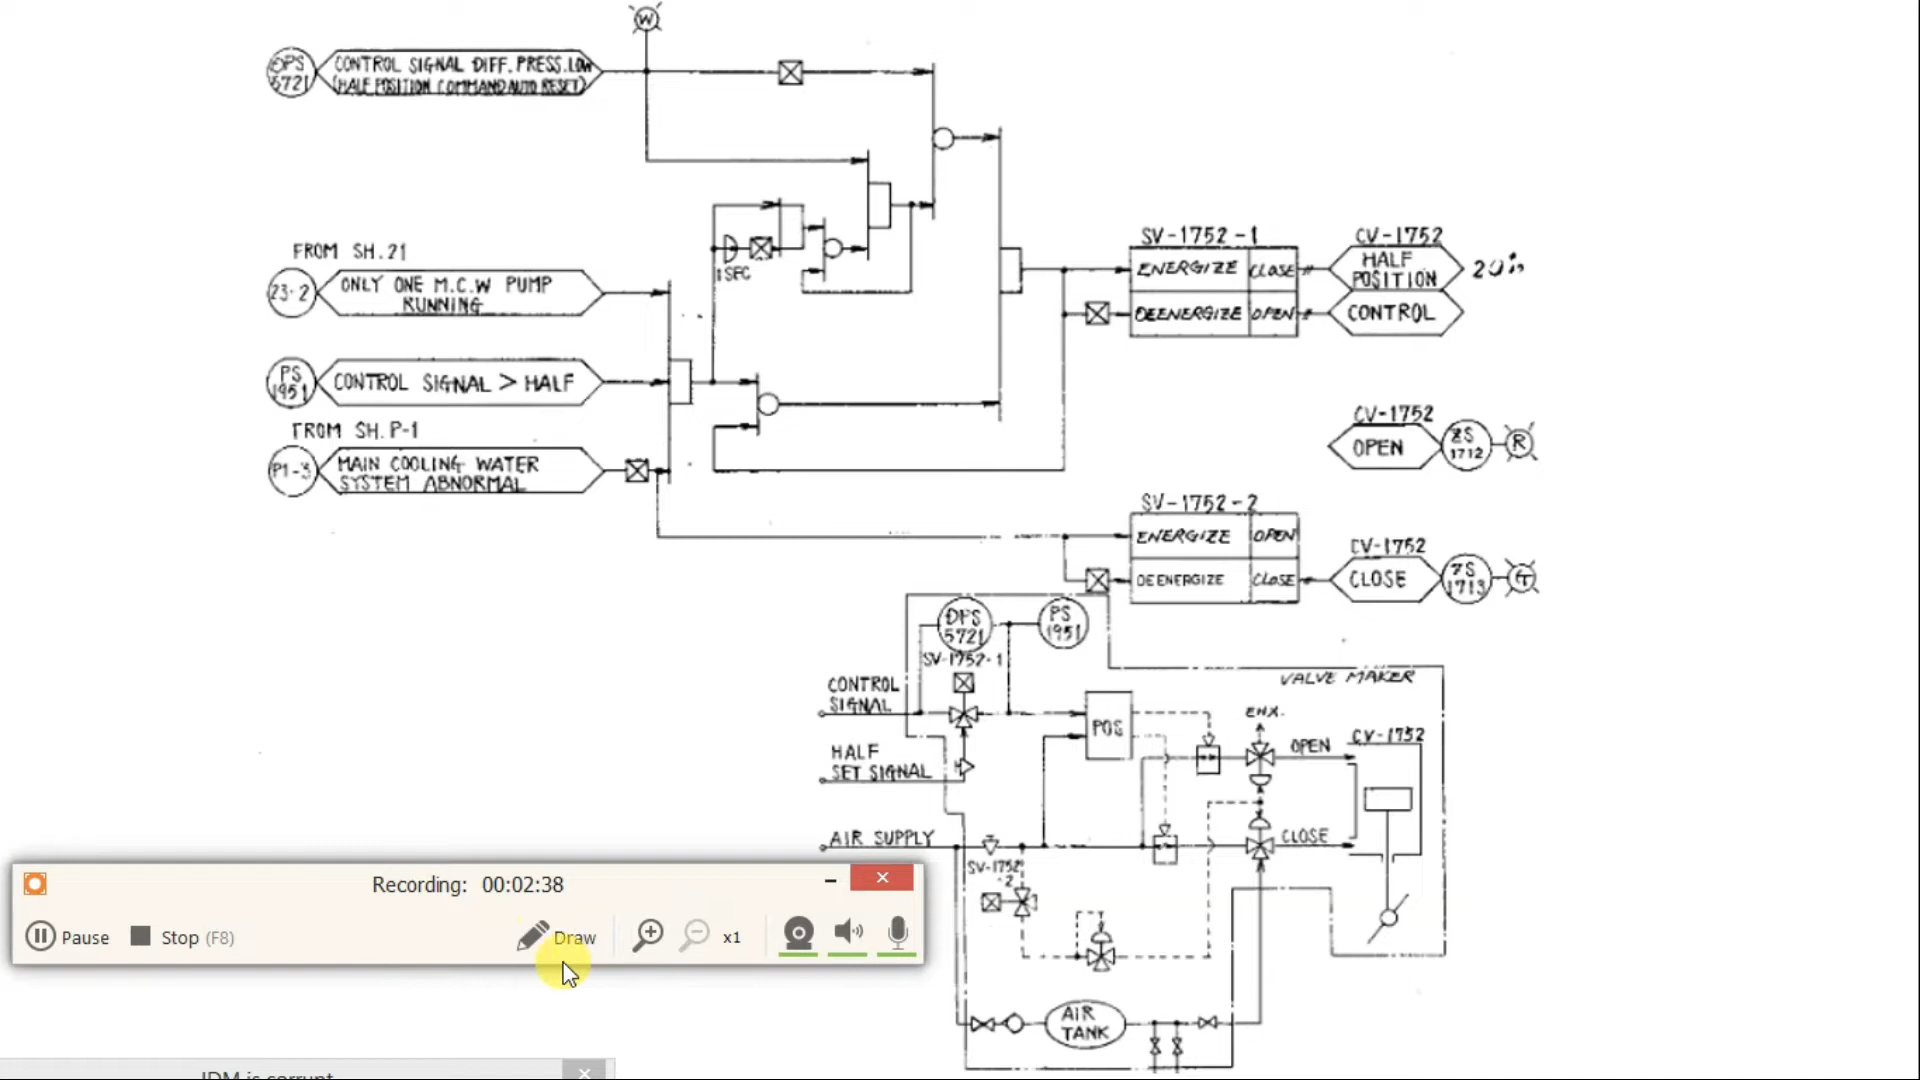 W
DPS
5721
CONTROL SIGNAL DIFF. PRESS. LOW
(HALF POSITION COMMAND AUTO RESET)
FROM SH. 21
23-2
ONLY ONE M.C.W PUMP
RUNNING
1 SEC
PS
1951
CONTROL SIGNAL > HALF
FROM SH. P-1
P1-3
MAIN COOLING WATER
SYSTEM ABNORMAL
SV-1752-1
ENERGIZE CLOSE
DEENERGIZE OPEN
CV-1752
HALF
POSITION
CONTROL
CV-1752
OPEN
ZS
1712
R
SV-1752-2
ENERGIZE OPEN
DEENERGIZE CLOSE
CV-1752
CLOSE
ZS
1713
G
DPS
5721
PS
1951
SV-1752-1
CONTROL
SIGNAL
HALF
SET SIGNAL
AIR SUPPLY
SV-1752
-2
POS
VALVE MAKER
OPEN
CV-1752
CLOSE
AIR
TANK
Recording: 00:02:38
Pause
Stop (F8)
Draw
x1
IDM is corrupt